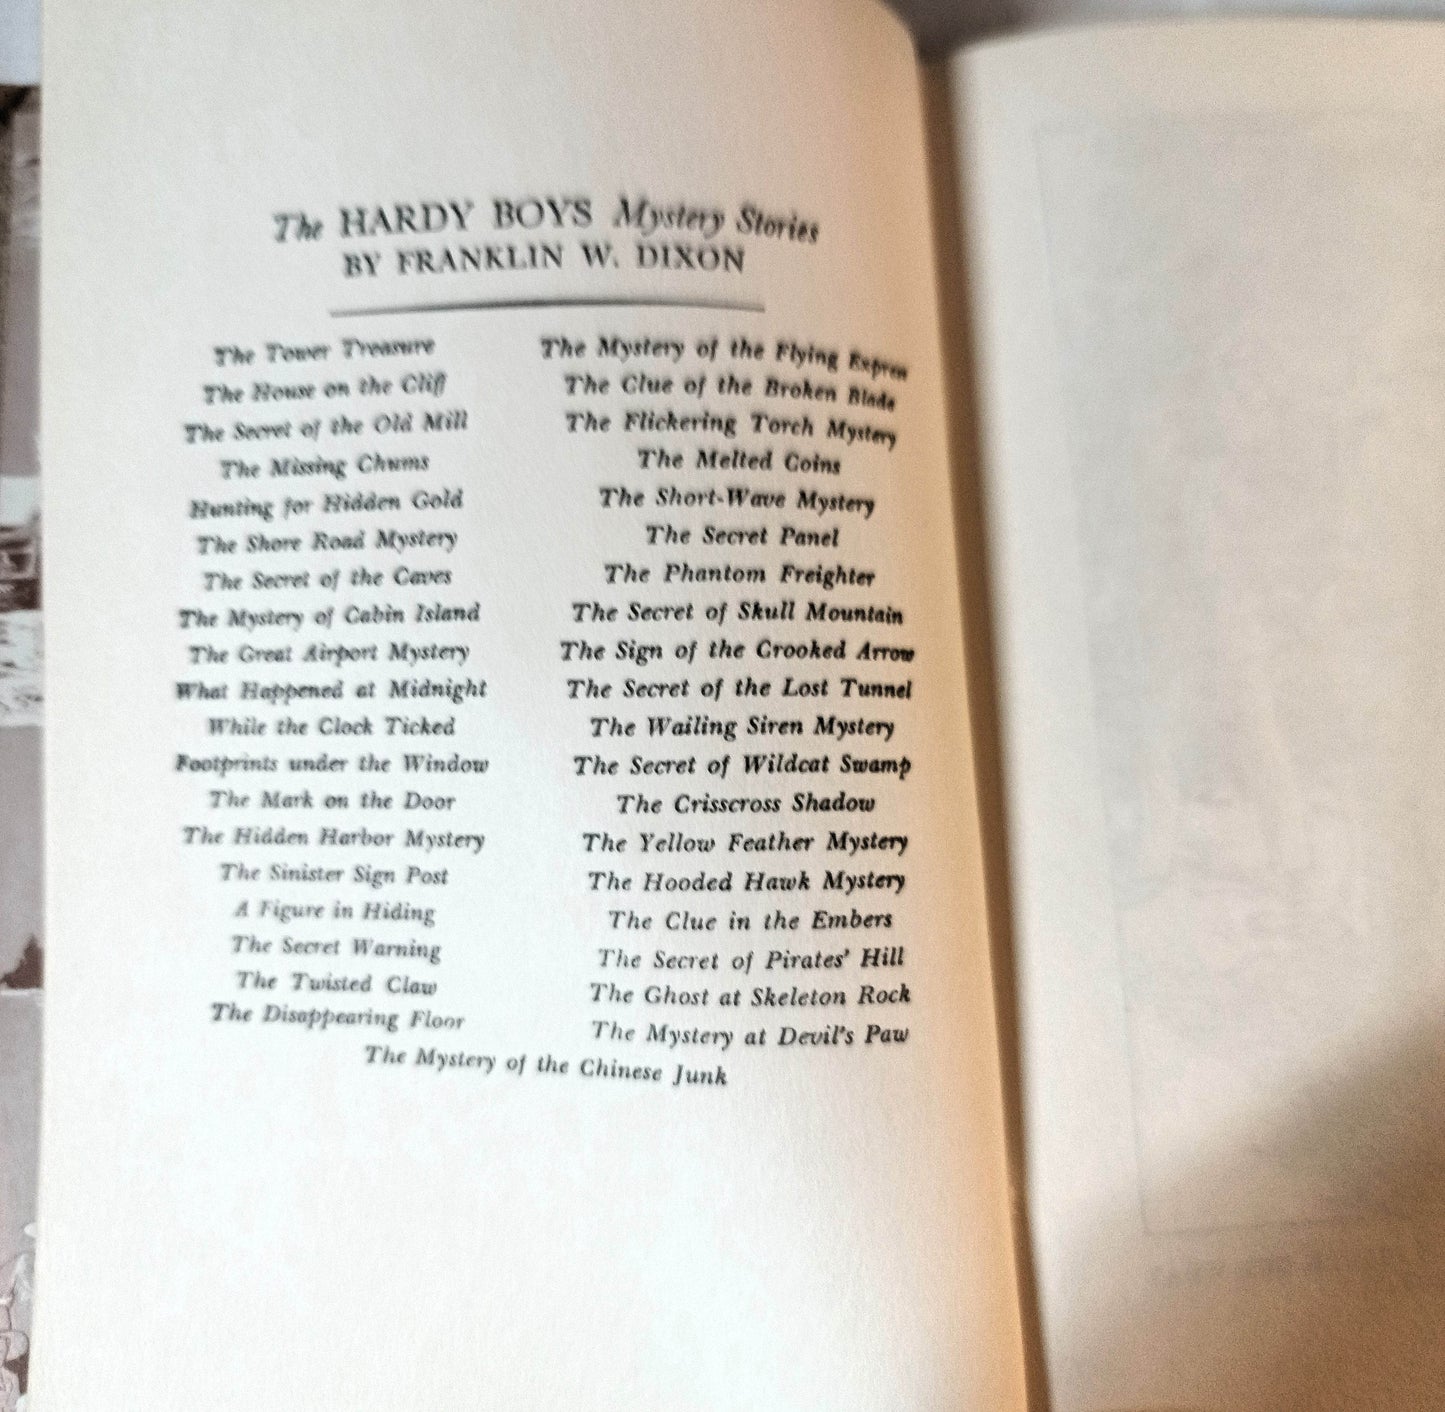 The HARDY BOYS Mystery Stories
BY FRANKLIN W. DIXON
The Tower Treasure
The House on the Cliff
The Secret of the Old Mill
The Missing Chums
Hunting for Hidden Gold
The Shore Road Mystery
The Secret of the Caves
The Mystery of Cabin Island
The Great Airport Mystery
What Happened at Midnight
While the Clock Ticked
Footprints under the Window
The Mark on the Door
The Hidden Harbor Mystery
The Sinister Sign Post
A Figure in Hiding
The Secret Warning
The Twisted Claw
The Disappearing Floor
The Mystery of the Flying Express
The Clue of the Broken Blade
The Flickering Torch Mystery
The Melted Coins
The Short-Wave Mystery
The Secret Panel
The Phantom Freighter
The Secret of Skull Mountain
The Sign of the Crooked Arrow
The Secret of the Lost Tunnel
The Wailing Siren Mystery
The Secret of Wildcat Swamp
The Crisscross Shadow
The Yellow Feather Mystery
The Hooded Hawk Mystery
The Clue in the Embers
The Secret of Pirates' Hill
The Ghost at Skeleton Rock
The Mystery at Devil's Paw
The Mystery of the Chinese Junk